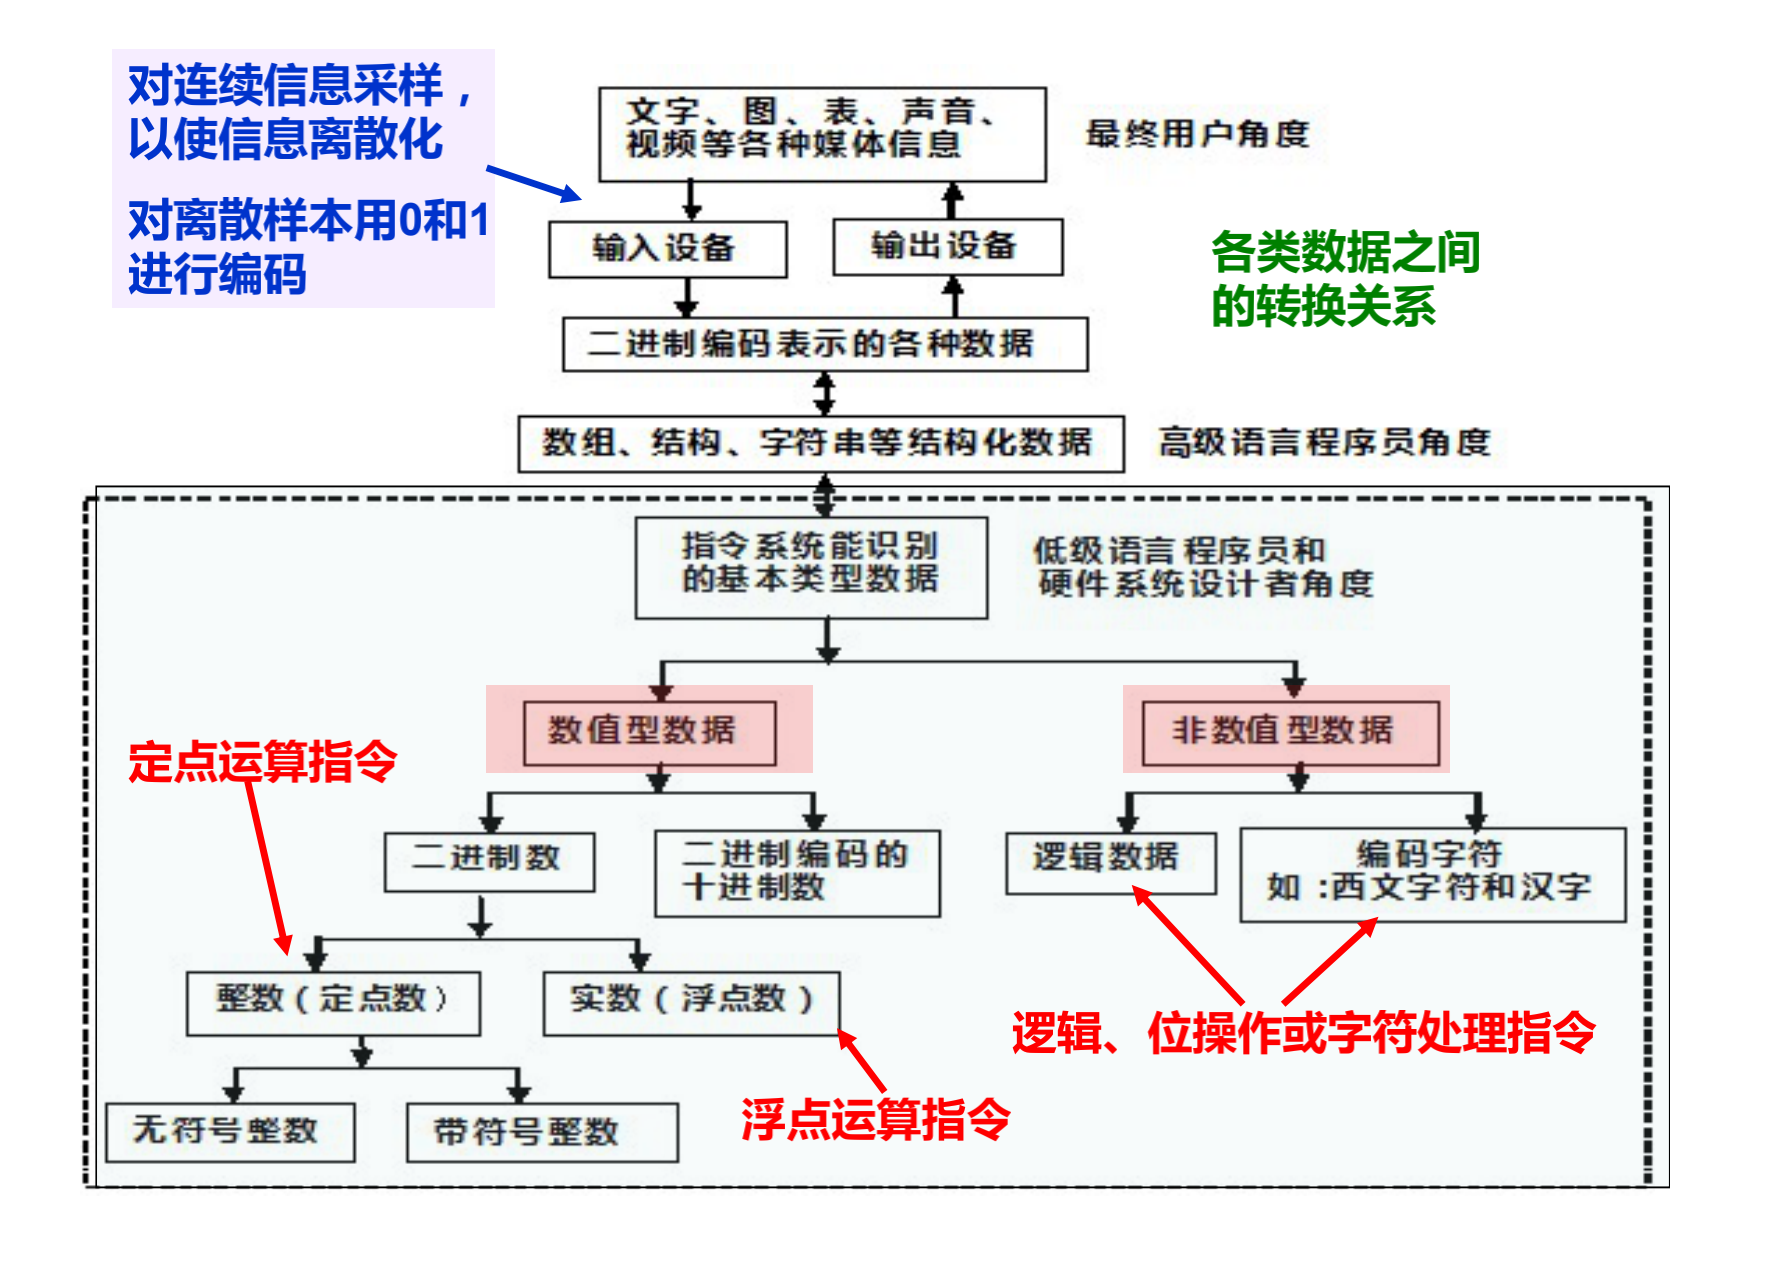 对连续信息采样，
以使信息离散化
对离散样本用0和1
进行编码
文字、图、表、声音、
视频等各种媒体信息
最终用户角度
输入设备
输出设备
各类数据之间
的转换关系
二进制编码表示的各种数据
数组、结构、字符串等结构化数据
高级语言程序员角度
指令系统能识别
的基本类型数据
低级语言程序员和
硬件系统设计者角度
数值型数据
非数值型数据
定点运算指令
二进制数
二进制编码的
十进制数
逻辑数据
编码字符
如:西文字符和汉字
整数(定点数)
实数(浮点数)
逻辑、位操作或字符处理指令
无符号整数
带符号整数
浮点运算指令